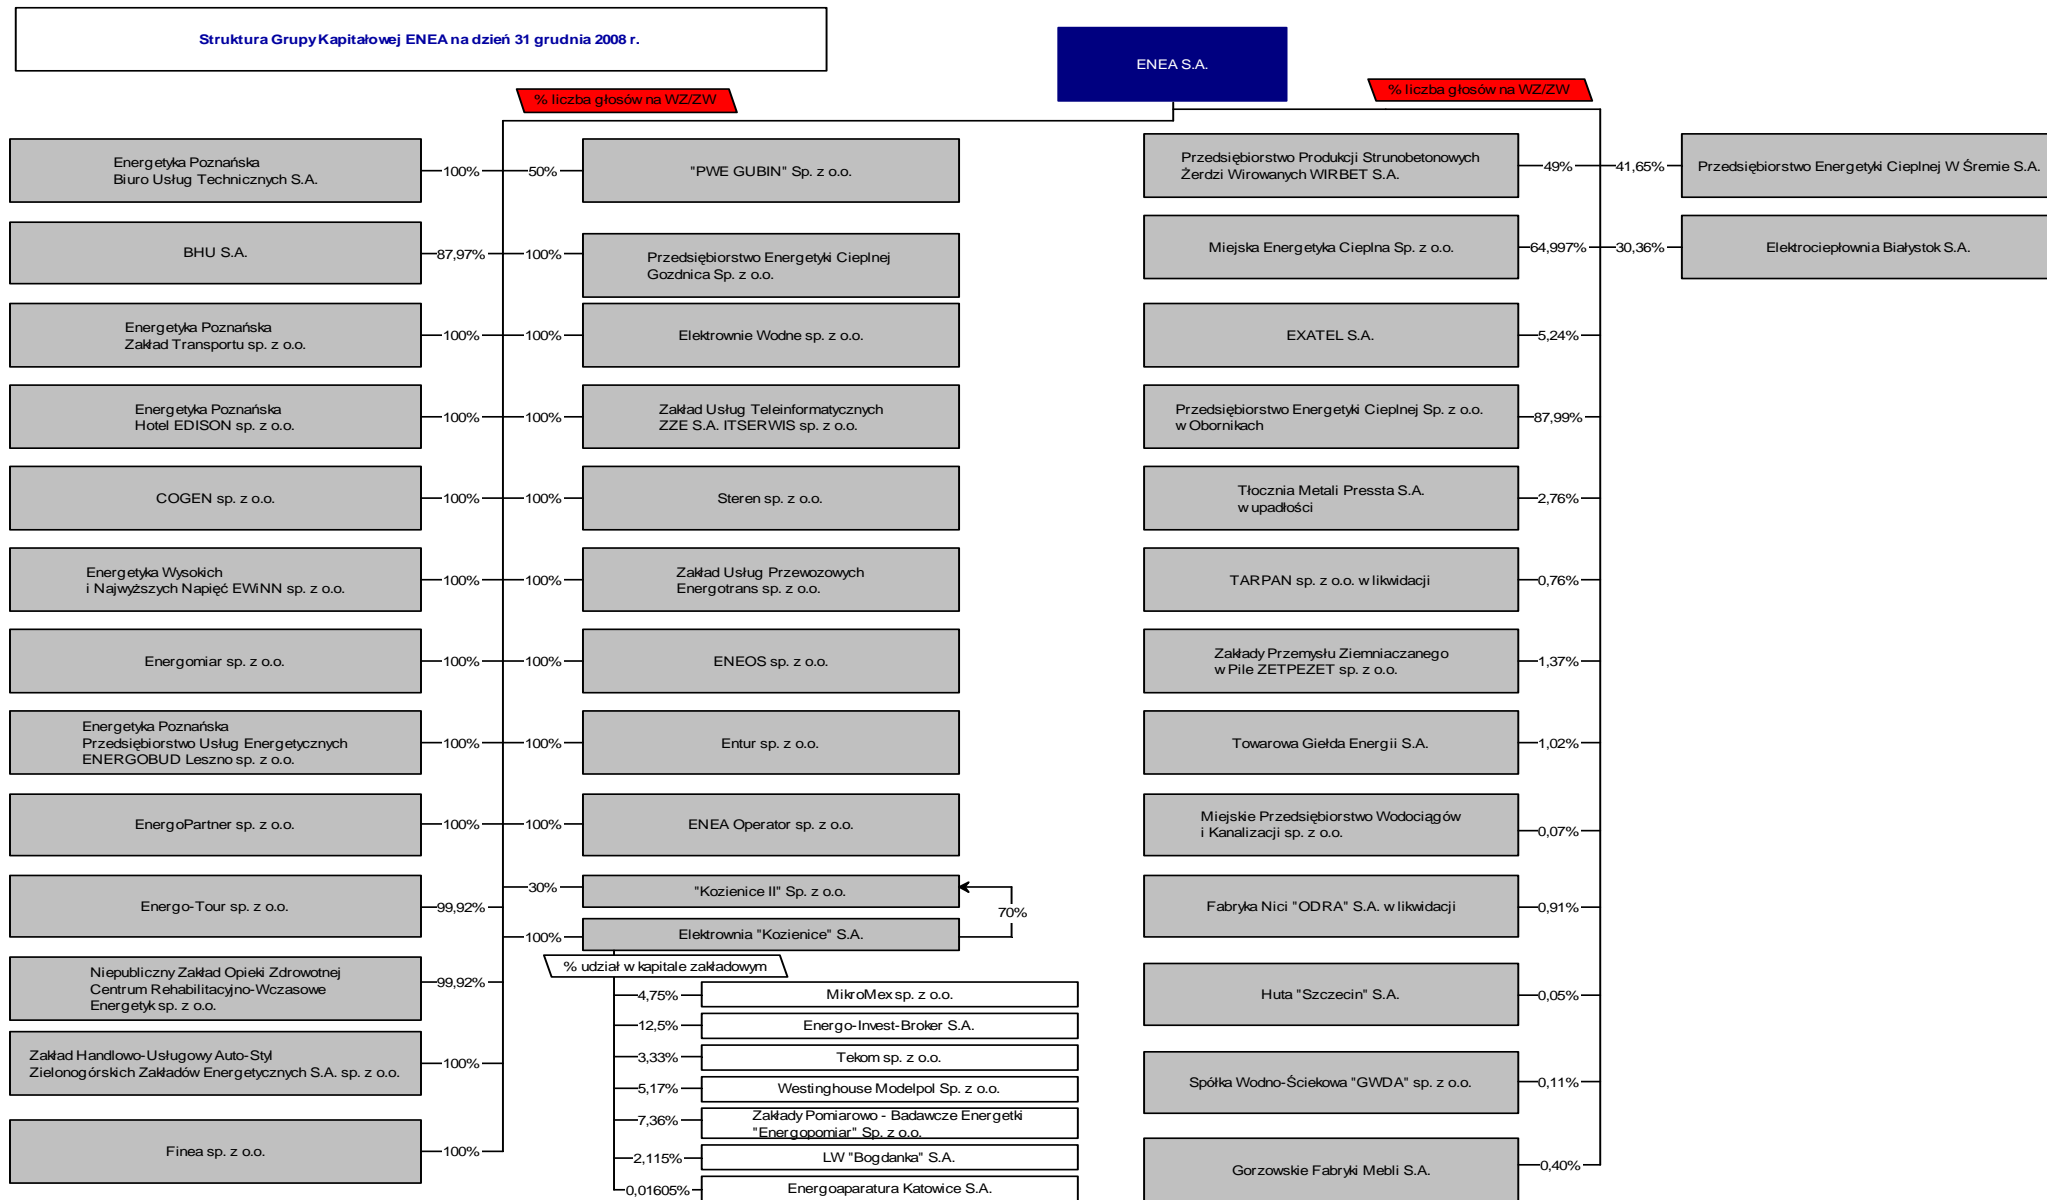 Struktura Grupy Kapitałowej ENEA na dzień 31 grudnia 2008 r.
ENEA S.A.
% liczba głosów na WZ/ZW
% liczba głosów na WZ/ZW
Energetyka Poznańska
Biuro Usług Technicznych S.A.
100%
50%
"PWE GUBIN" Sp. z o.o.
BHU S.A.
87,97%
100%
Przedsiębiorstwo Energetyki Cieplnej
Gozdnica Sp. z o.o.
Energetyka Poznańska
Zakład Transportu sp. z o.o.
100%
100%
Elektrownie Wodne sp. z o.o.
Energetyka Poznańska
Hotel EDISON sp. z o.o.
100%
100%
Zakład Usług Teleinformatycznych
ZZE S.A. ITSERWIS sp. z o.o.
COGEN sp. z o.o.
100%
100%
Steren sp. z o.o.
Energetyka Wysokich
i Najwyższych Napięć EWiNN sp. z o.o.
100%
100%
Zakład Usług Przewozowych
Energotrans sp. z o.o.
Energomiar sp. z o.o.
100%
100%
ENEOS sp. z o.o.
Energetyka Poznańska
Przedsiębiorstwo Usług Energetycznych
ENERGOBUD Leszno sp. z o.o.
100%
100%
Entur sp. z o.o.
EnergoPartner sp. z o.o.
100%
100%
ENEA Operator sp. z o.o.
Energo-Tour sp. z o.o.
99,92%
30%
"Kozienice II" Sp. z o.o.
70%
100%
Elektrownia "Kozienice" S.A.
Niepubliczny Zakład Opieki Zdrowotnej
Centrum Rehabilitacyjno-Wczasowe
Energetyk sp. z o.o.
99,92%
Zakład Handlowo-Usługowy Auto-Styl
Zielonogórskich Zakładów Energetycznych S.A. sp. z o.o.
100%
Finea sp. z o.o.
100%
% udział w kapitale zakładowym
4,75%
MikroMex sp. z o.o.
12,5%
Energo-Invest-Broker S.A.
3,33%
Tekom sp. z o.o.
5,17%
Westinghouse Modelpol Sp. z o.o.
7,36%
Zakłady Pomiarowo - Badawcze Energetki
"Energopomiar" Sp. z o.o.
2,115%
LW "Bogdanka" S.A.
0,01605%
Energoaparatura Katowice S.A.
Przedsiębiorstwo Produkcji Strunobetonowych
Żerdzi Wirowanych WIRBET S.A.
49%
41,65%
Przedsiębiorstwo Energetyki Cieplnej W Śremie S.A.
Miejska Energetyka Cieplna Sp. z o.o.
64,997%
30,36%
Elektrociepłownia Białystok S.A.
EXATEL S.A.
5,24%
Przedsiębiorstwo Energetyki Cieplnej Sp. z o.o.
w Obornikach
87,99%
Tłocznia Metali Pressta S.A.
w upadłości
2,76%
TARPAN sp. z o.o. w likwidacji
0,76%
Zakłady Przemysłu Ziemniaczanego
w Pile ZETPEZET sp. z o.o.
1,37%
Towarowa Giełda Energii S.A.
1,02%
Miejskie Przedsiębiorstwo Wodociągów
i Kanalizacji sp. z o.o.
0,07%
Fabryka Nici "ODRA" S.A. w likwidacji
0,91%
Huta "Szczecin" S.A.
0,05%
Spółka Wodno-Ściekowa "GWDA" sp. z o.o.
0,11%
Gorzowskie Fabryki Mebli S.A.
0,40%